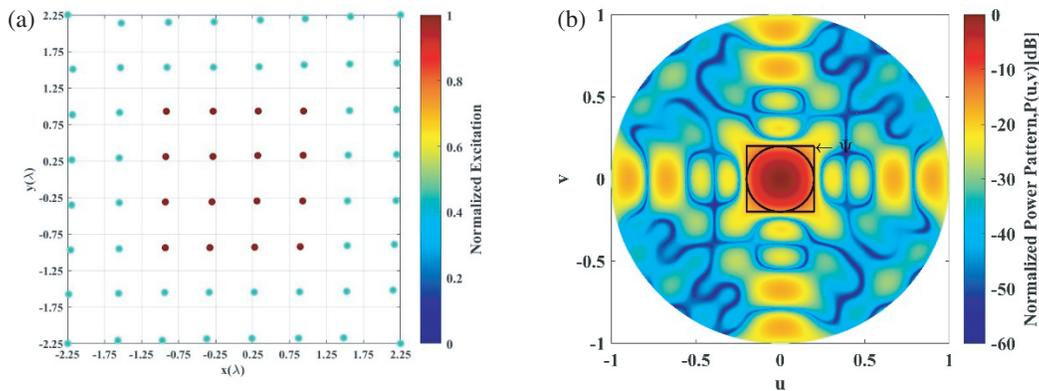 (a)
2.25
1.75
1.25
0.75
0.25
-0.25
-0.75
-1.25
-1.75
-2.25
y(λ)
-2.25 -1.75 -1.25 -0.75 -0.25 0.25 0.75 1.25 1.75 2.25
x(λ)
1
0.8
0.6
0.4
0.2
0
Normalized Excitation
(b)
1
0.5
0
-0.5
-1
v
-1 -0.5 0 0.5 1
u
← Ψ
0
-10
-20
-30
-40
-50
-60
Normalized Power Pattern,P(u,v)[dB]